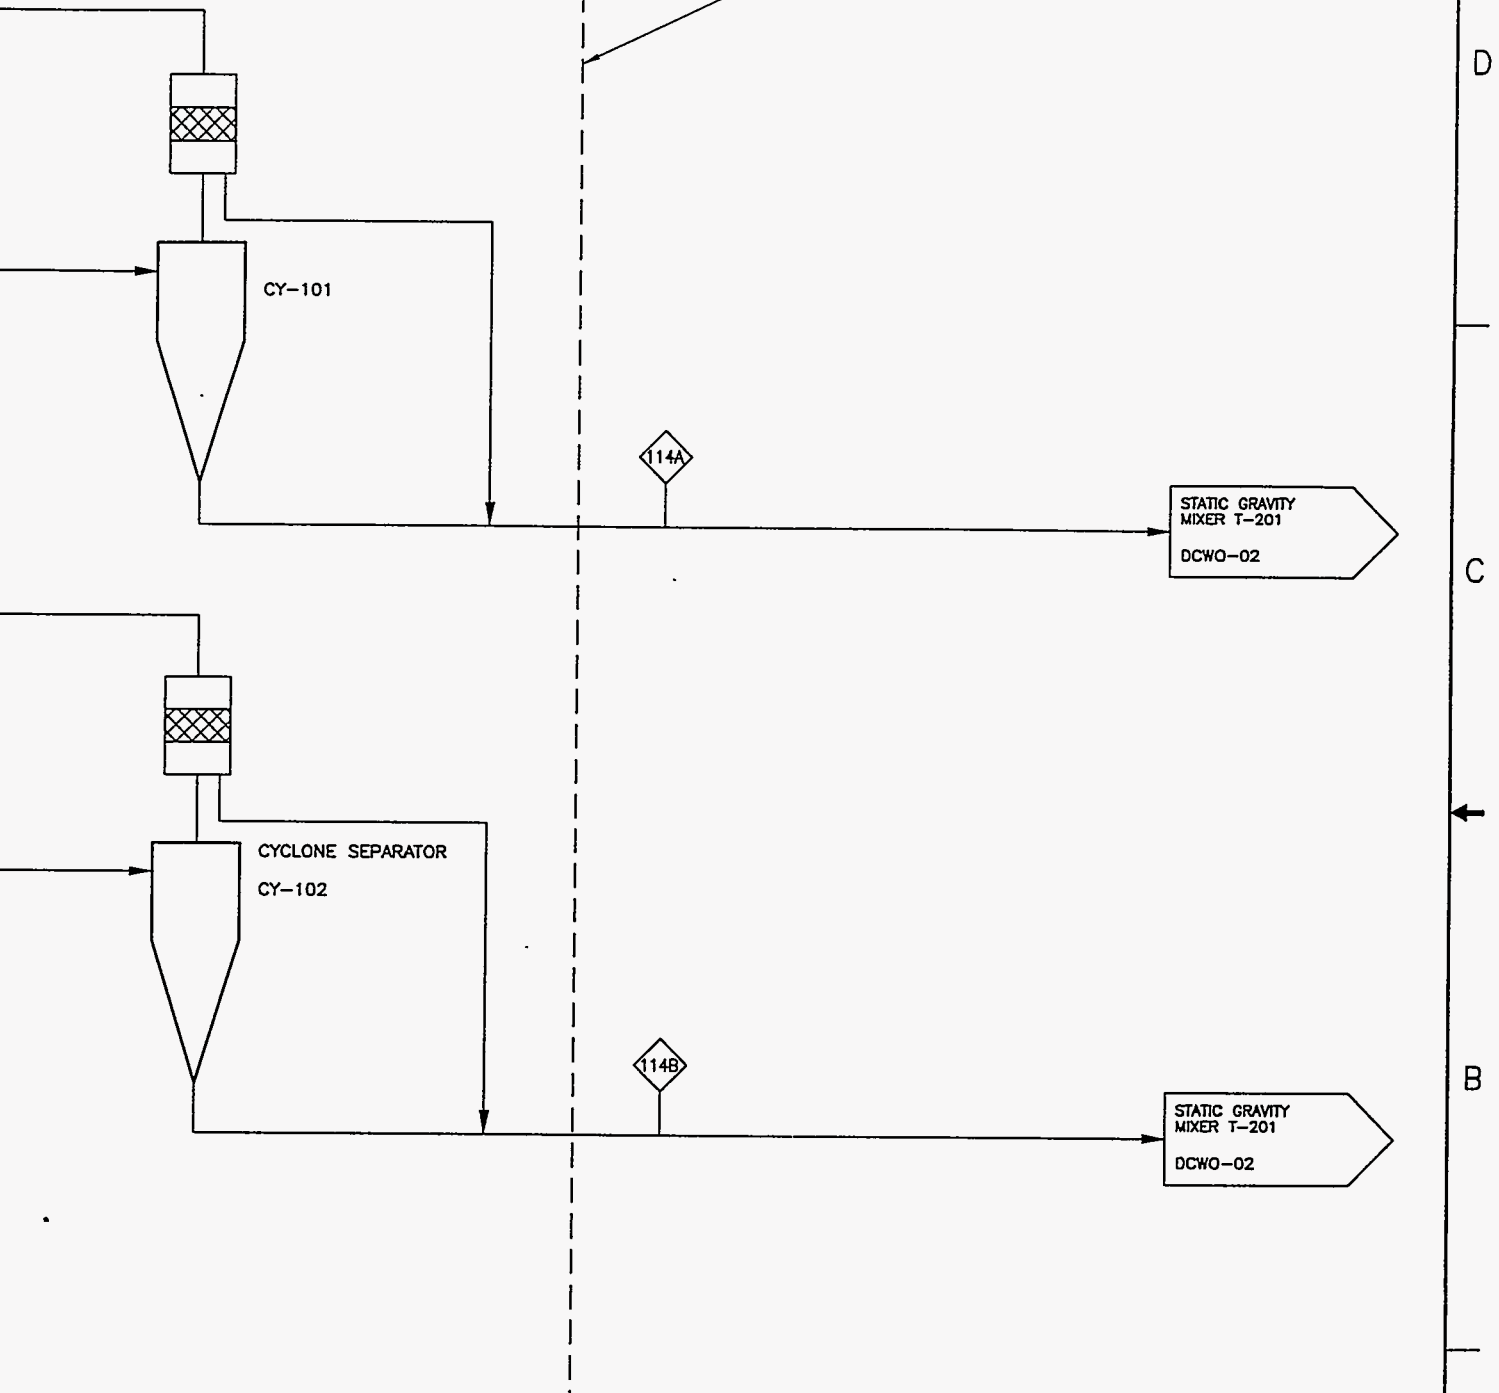 D
CY-101
114A
STATIC GRAVITY
MIXER T-201
DCWO-02
C
CYCLONE SEPARATOR
CY-102
114B
B
STATIC GRAVITY
MIXER T-201
DCWO-02